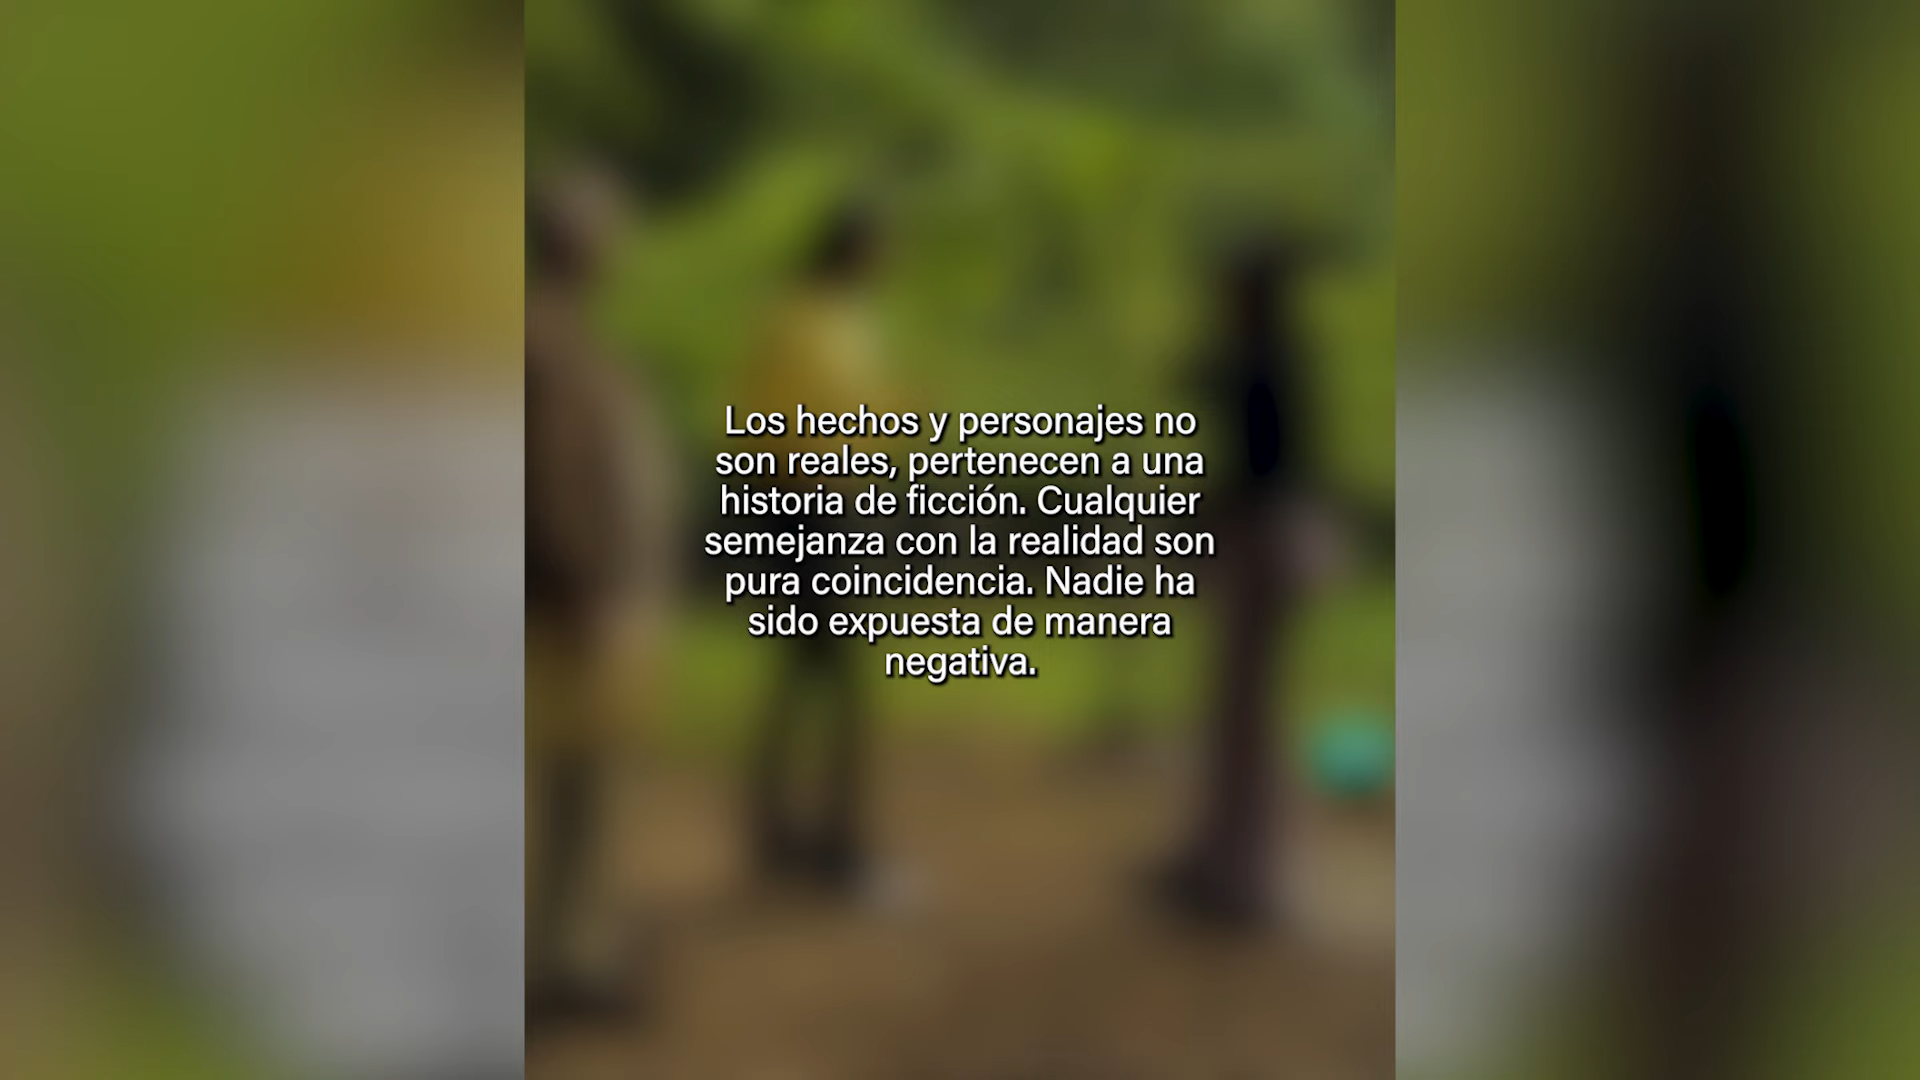 Los hechos y personajes no
son reales, pertenecen a una
historia de ficción. Cualquier
semejanza con la realidad son
pura coincidencia. Nadie ha
sido expuesta de manera
negativa.